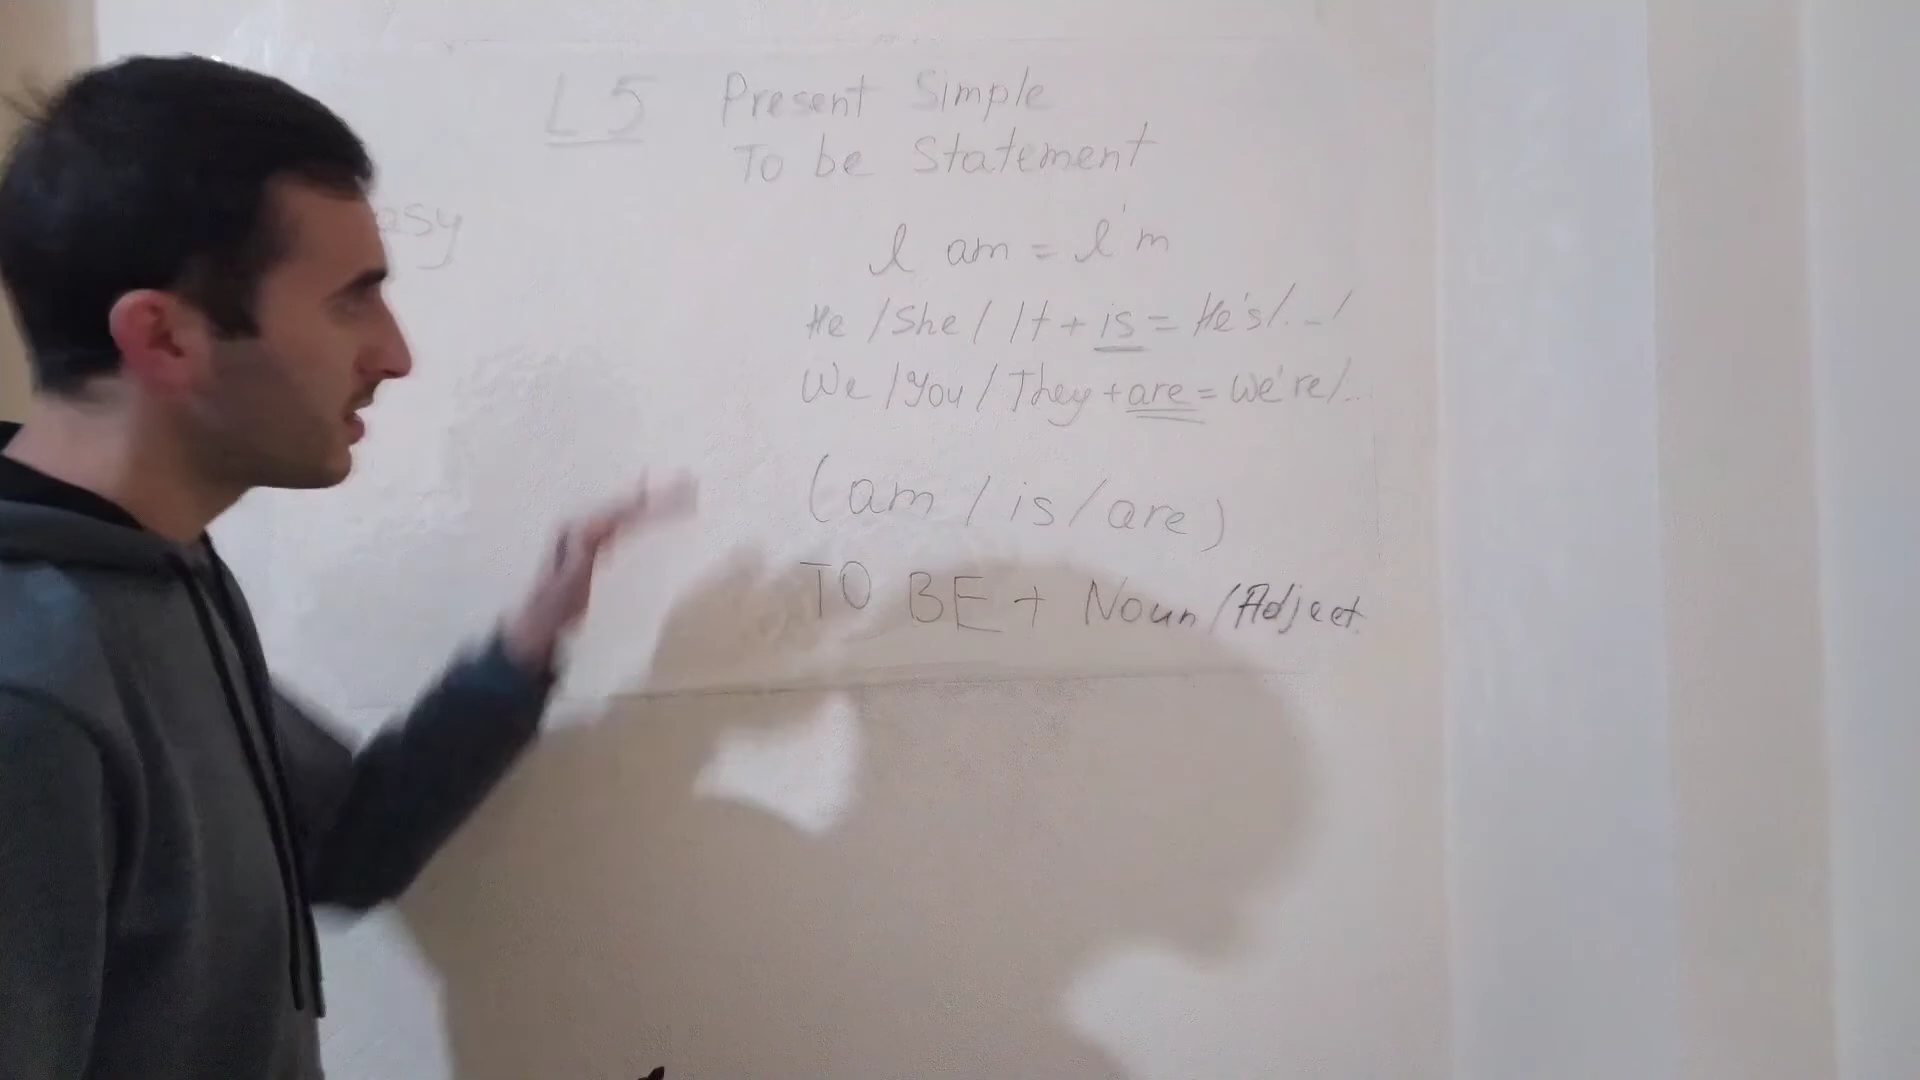 L5 Present Simple
To be Statement
asy
I am = I'm
He / She / It + is = He's/.../
We / You / They + are = We're/..
(am / is / are)
TO BE + Noun / Adject.